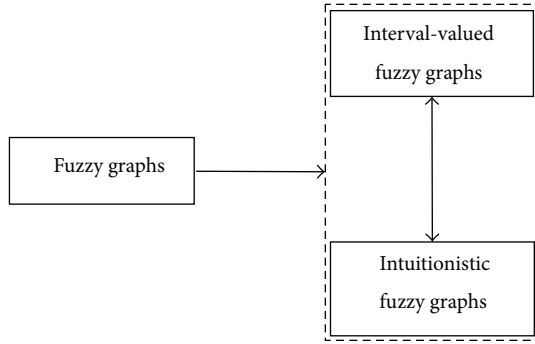 Interval-valued
fuzzy graphs
Fuzzy graphs
Intuitionistic
fuzzy graphs